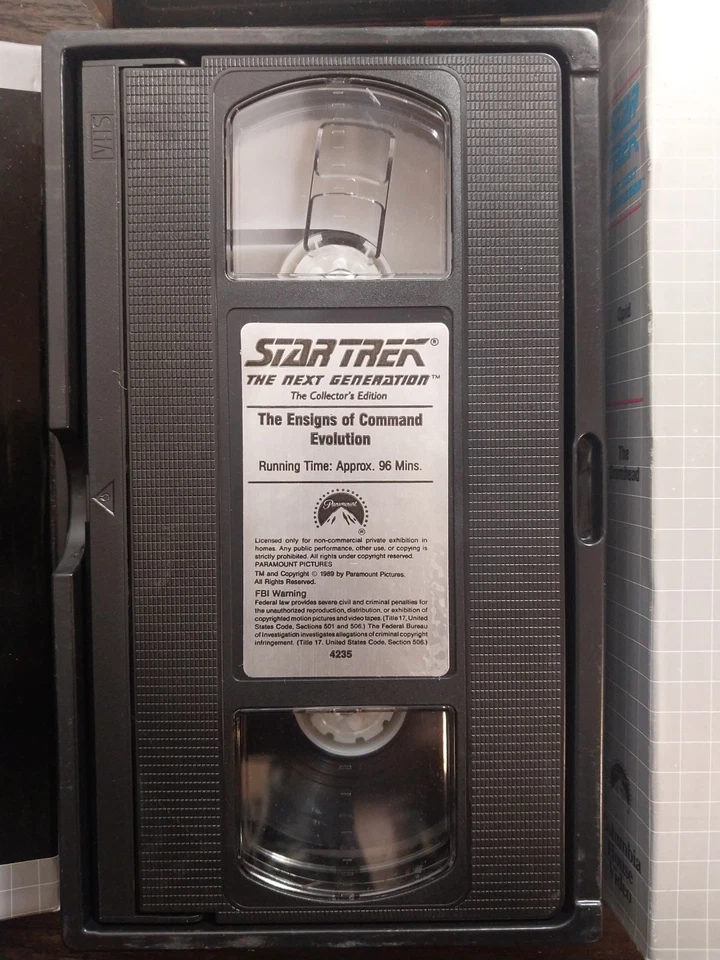 VHS
STAR TREK®
THE NEXT GENERATION™
The Collector's Edition
The Ensigns of Command
Evolution
Running Time: Approx. 96 Mins.
Paramount
®
Licensed only for non-commercial private exhibition in
homes. Any public performance, other use, or copying is
strictly prohibited. All rights under copyright reserved.
PARAMOUNT PICTURES
TM and Copyright © 1989 by Paramount Pictures.
All Rights Reserved.
FBI Warning
Federal law provides severe civil and criminal penalties for
the unauthorized reproduction, distribution, or exhibition of
copyrighted motion pictures and video tapes. (Title 17, United
States Code, Sections 501 and 506.) The Federal Bureau
of Investigation investigates allegations of criminal copyright
infringement. (Title 17. United States Code, Section 506.)
4235
The